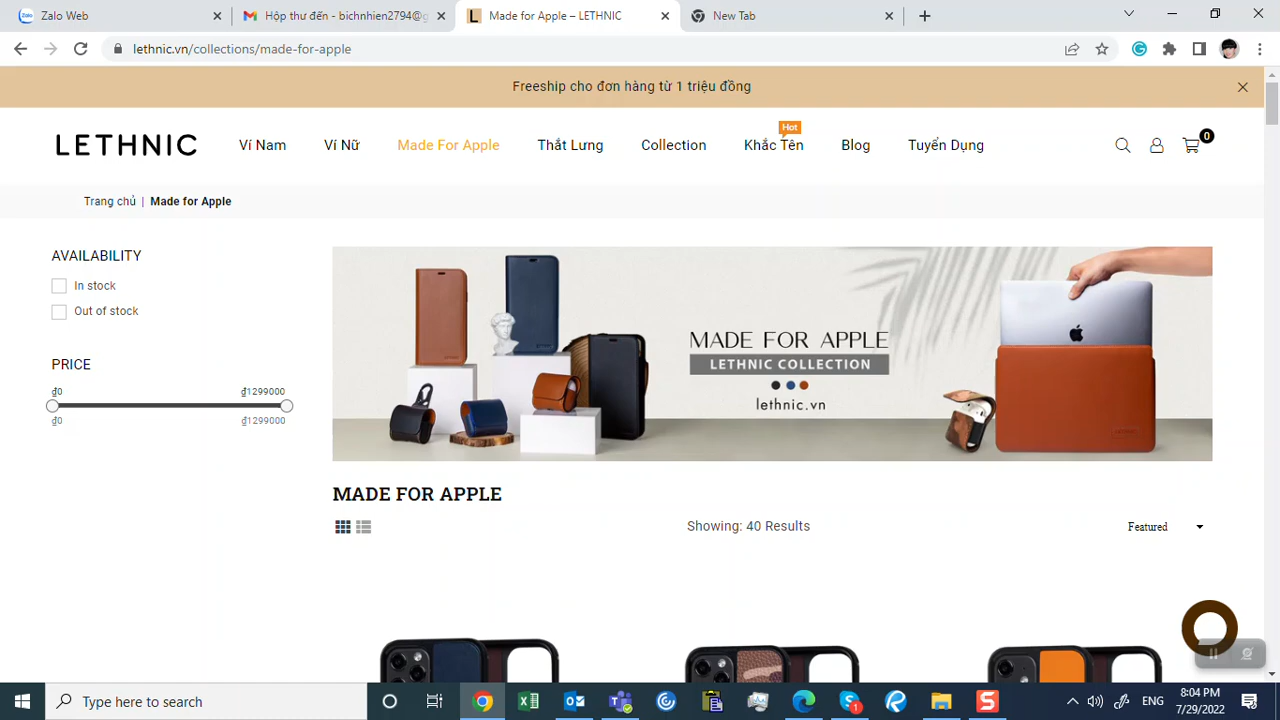 Zalo Web
Hộp thư đến - bichnhien2794@g
Made for Apple – LETHNIC
New Tab
lethnic.vn/collections/made-for-apple
Freeship cho đơn hàng từ 1 triệu đồng
LETHNIC
Ví Nam
Ví Nữ
Made For Apple
Thắt Lưng
Collection
Hot
Khắc Tên
Blog
Tuyển Dụng
0
Trang chủ | Made for Apple
AVAILABILITY
In stock
Out of stock
PRICE
₫0 ₫1299000
₫0 ₫1299000
MADE FOR APPLE
LETHNIC COLLECTION
lethnic.vn
MADE FOR APPLE
Showing: 40 Results
Featured
Type here to search
ENG
8:04 PM
7/29/2022